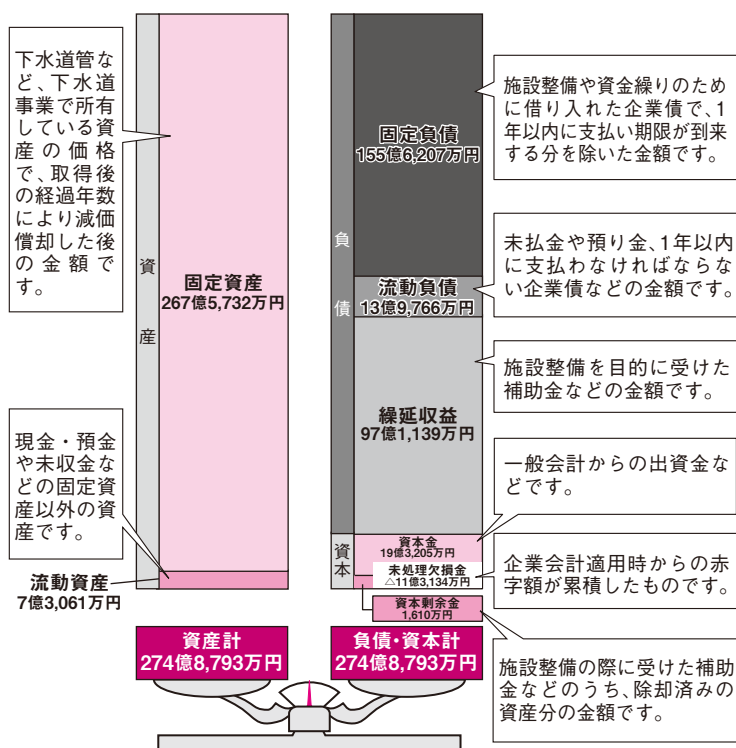 下水道管な
ど、下水道
事業で所有
している資
産の価格
で、取得後
の経過年数
により減価
償却した後
の金額で
す。
資
産
固定資産
267億5,732万円
現金・預金
や未収金な
どの固定資
産以外の資
産です。
流動資産
7億3,061万円
資産計
274億8,793万円
負
債
固定負債
155億6,207万円
施設整備や資金繰りのため
に借り入れた企業債で、1
年以内に支払い期限が到来
する分を除いた金額です。
流動負債
13億9,766万円
未払金や預り金、1年以内
に支払わなければならな
い企業債などの金額です。
繰延収益
97億1,139万円
施設整備を目的に受けた
補助金などの金額です。
資
本
資本金
19億3,205万円
一般会計からの出資金な
どです。
未処理欠損金
△11億3,134万円
企業会計適用時からの赤
字額が累積したものです。
資本剰余金
1,610万円
施設整備の際に受けた補助
金などのうち、除却済みの
資産分の金額です。
負債・資本計
274億8,793万円